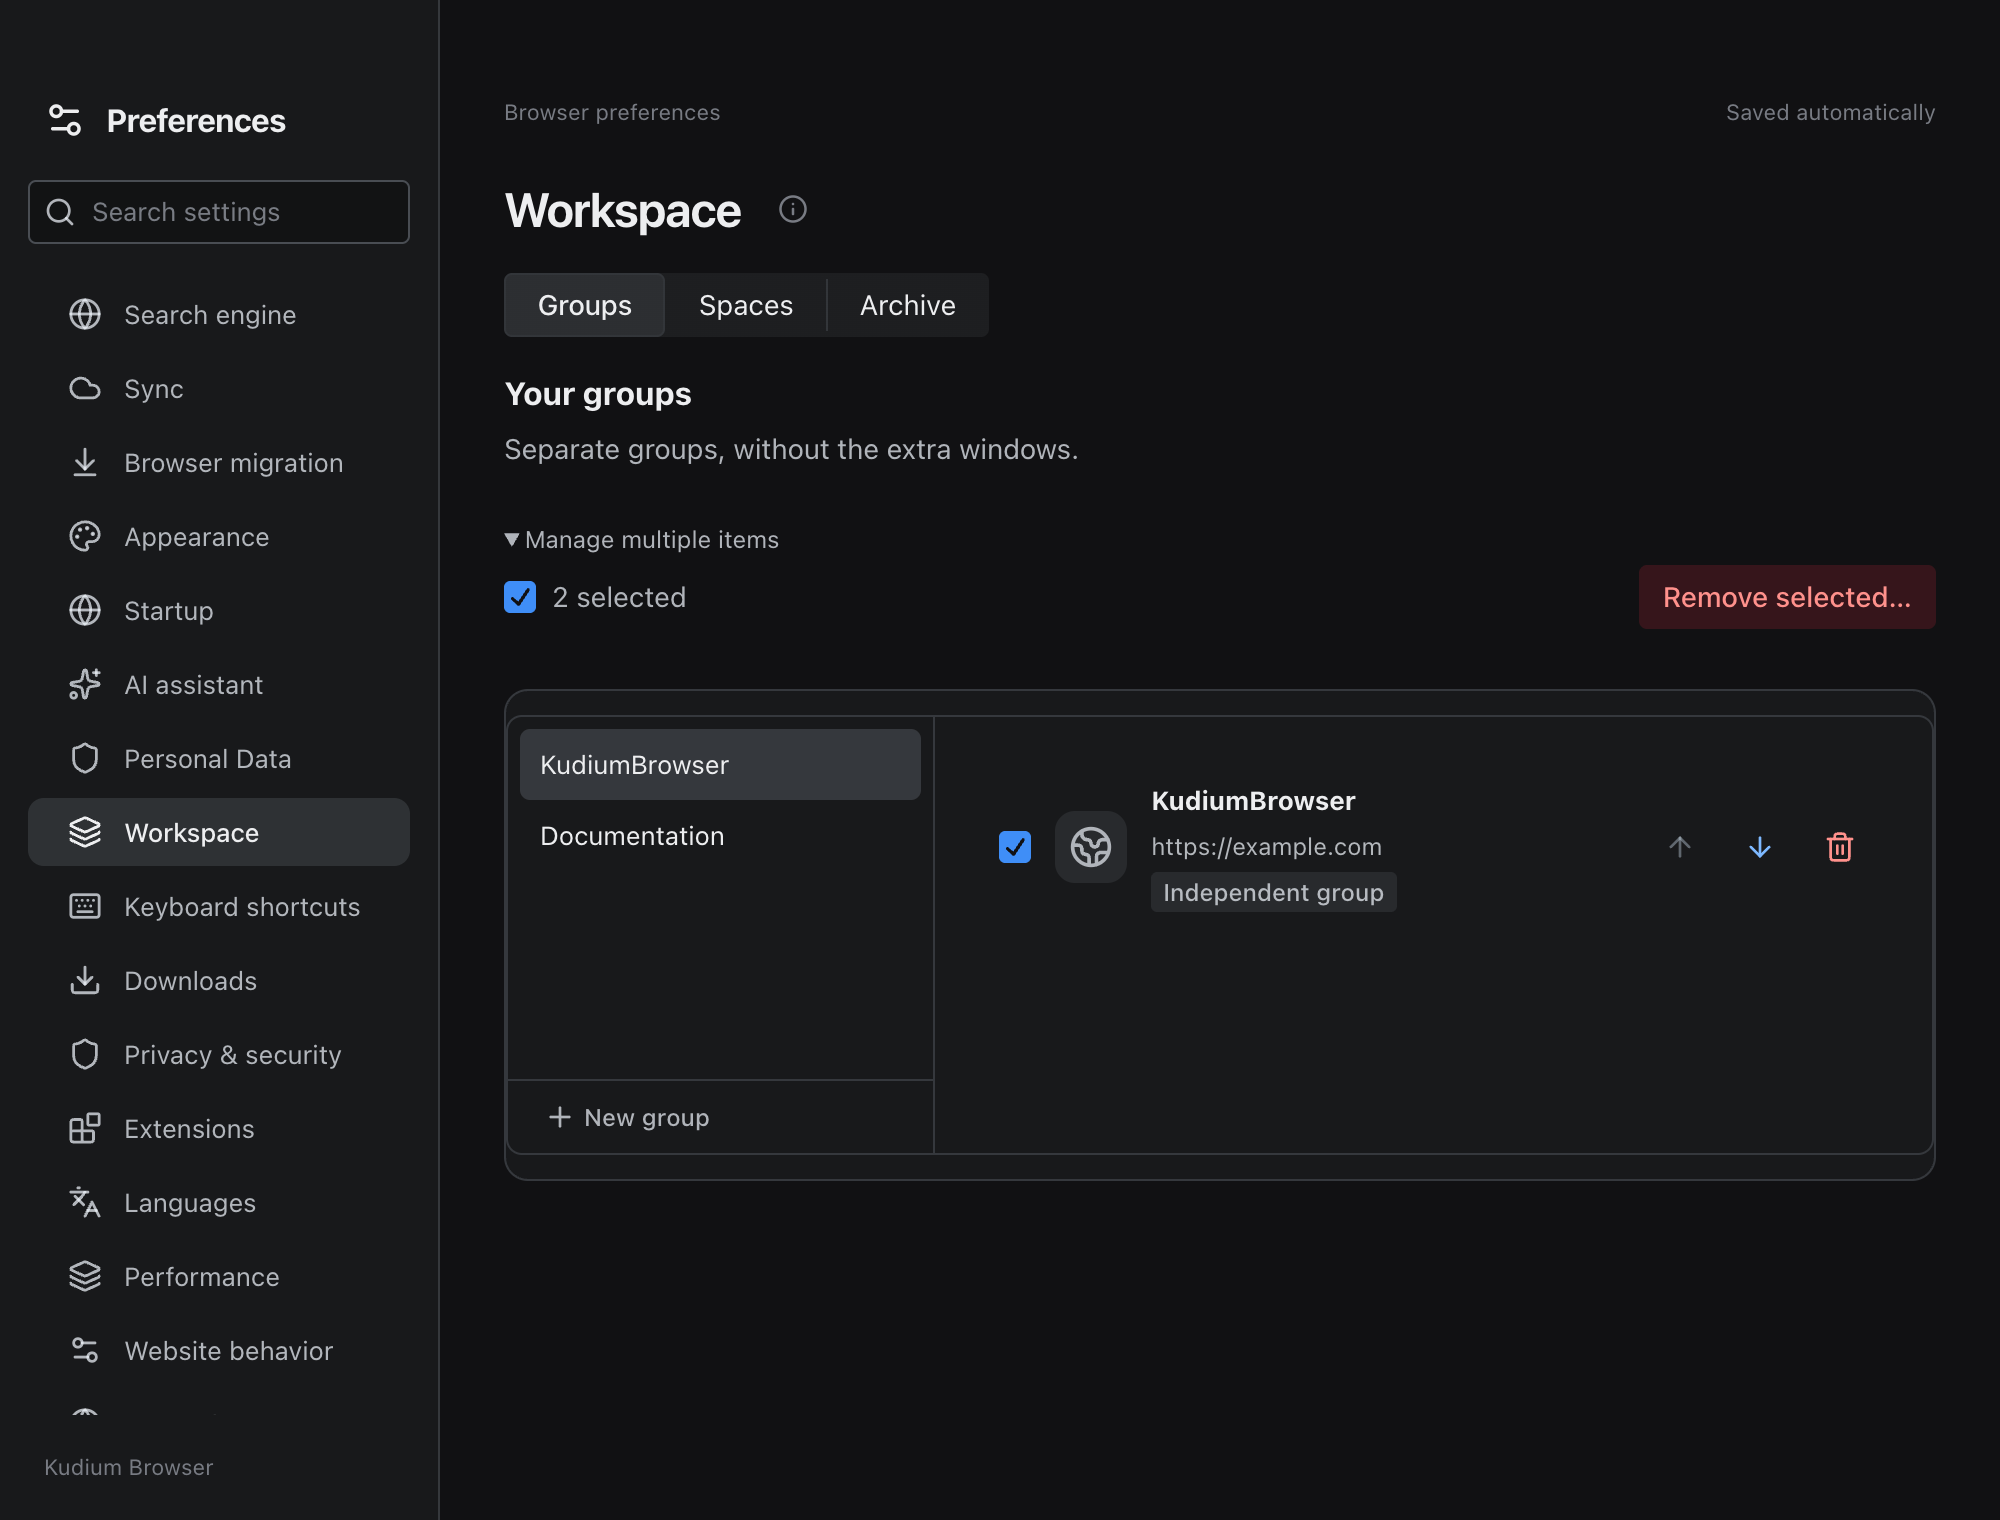 Preferences
Search settings
Search engine
Sync
Browser migration
Appearance
Startup
AI assistant
Personal Data
Workspace
Keyboard shortcuts
Downloads
Privacy & security
Extensions
Languages
Performance
Website behavior
Kudium Browser
Browser preferences
Saved automatically
Workspace
Groups
Spaces
Archive
Your groups
Separate groups, without the extra windows.
Manage multiple items
2 selected
Remove selected...
KudiumBrowser
Documentation
New group
KudiumBrowser
https://example.com
Independent group